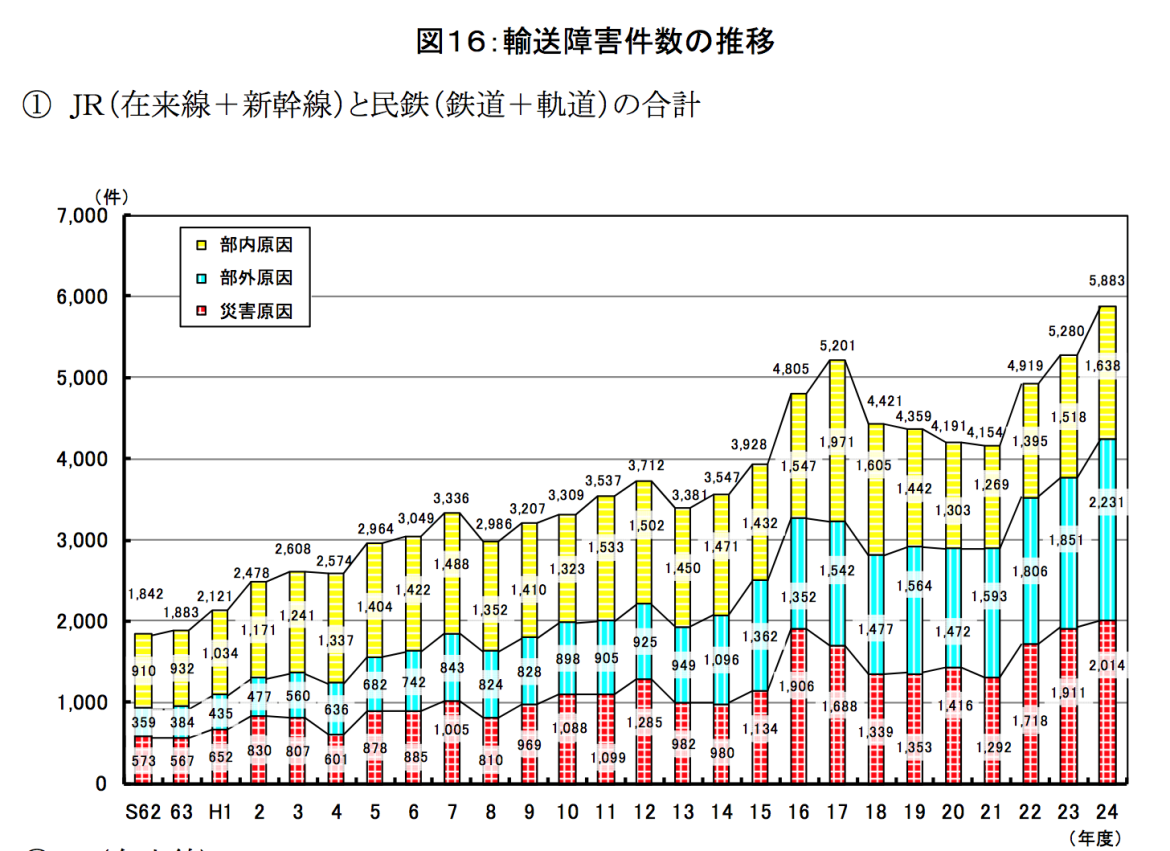 図16:輸送障害件数の推移
① JR(在来線+新幹線)と民鉄(鉄道+軌道)の合計
(件)
7,000
6,000
5,000
4,000
3,000
2,000
1,000
0
部内原因
部外原因
災害原因
1,842 1,883 2,121 2,478 2,608 2,574 2,964 3,049 3,336 2,986 3,207 3,309 3,537 3,712 3,381 3,547 3,928 4,805 5,201 4,421 4,359 4,191 4,154 4,919 5,280 5,883
910 932 1,034 1,171 1,241 1,337 1,404 1,422 1,488 1,352 1,410 1,323 1,533 1,502 1,450 1,471 1,432 1,547 1,971 1,605 1,442 1,303 1,269 1,395 1,518 1,638
359 384 435 477 560 636 682 742 843 824 828 898 905 925 949 1,096 1,362 1,352 1,542 1,477 1,564 1,472 1,593 1,806 1,851 2,231
573 567 652 830 807 601 878 885 1,005 810 969 1,088 1,099 1,285 982 980 1,134 1,906 1,688 1,339 1,353 1,416 1,292 1,718 1,911 2,014
S62 63 H1 2 3 4 5 6 7 8 9 10 11 12 13 14 15 16 17 18 19 20 21 22 23 24
(年度)